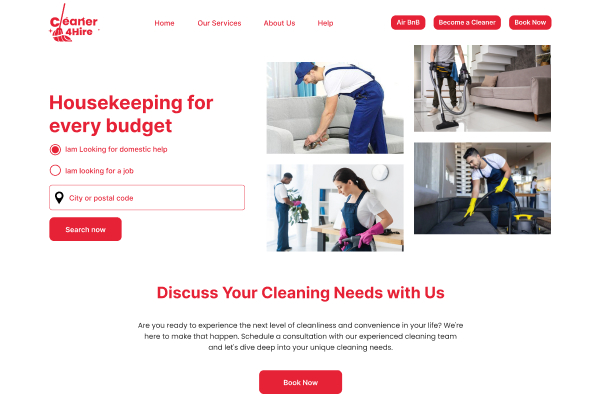 Cleaner
4Hire
Home
Our Services
About Us
Help
Air BnB
Become a Cleaner
Book Now
Housekeeping for
every budget
Iam Looking for domestic help
Iam looking for a job
City or postal code
Search now
Discuss Your Cleaning Needs with Us
Are you ready to experience the next level of cleanliness and convenience in your life? We're
here to make that happen. Schedule a consultation with our experienced cleaning team
and let's dive deep into your unique cleaning needs.
Book Now